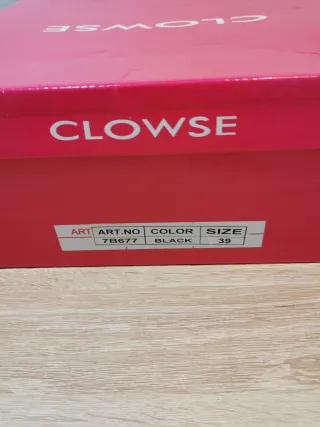 CLOWSE
CLOWSE
ART ART.NO COLOR SIZE
7B677 BLACK 39